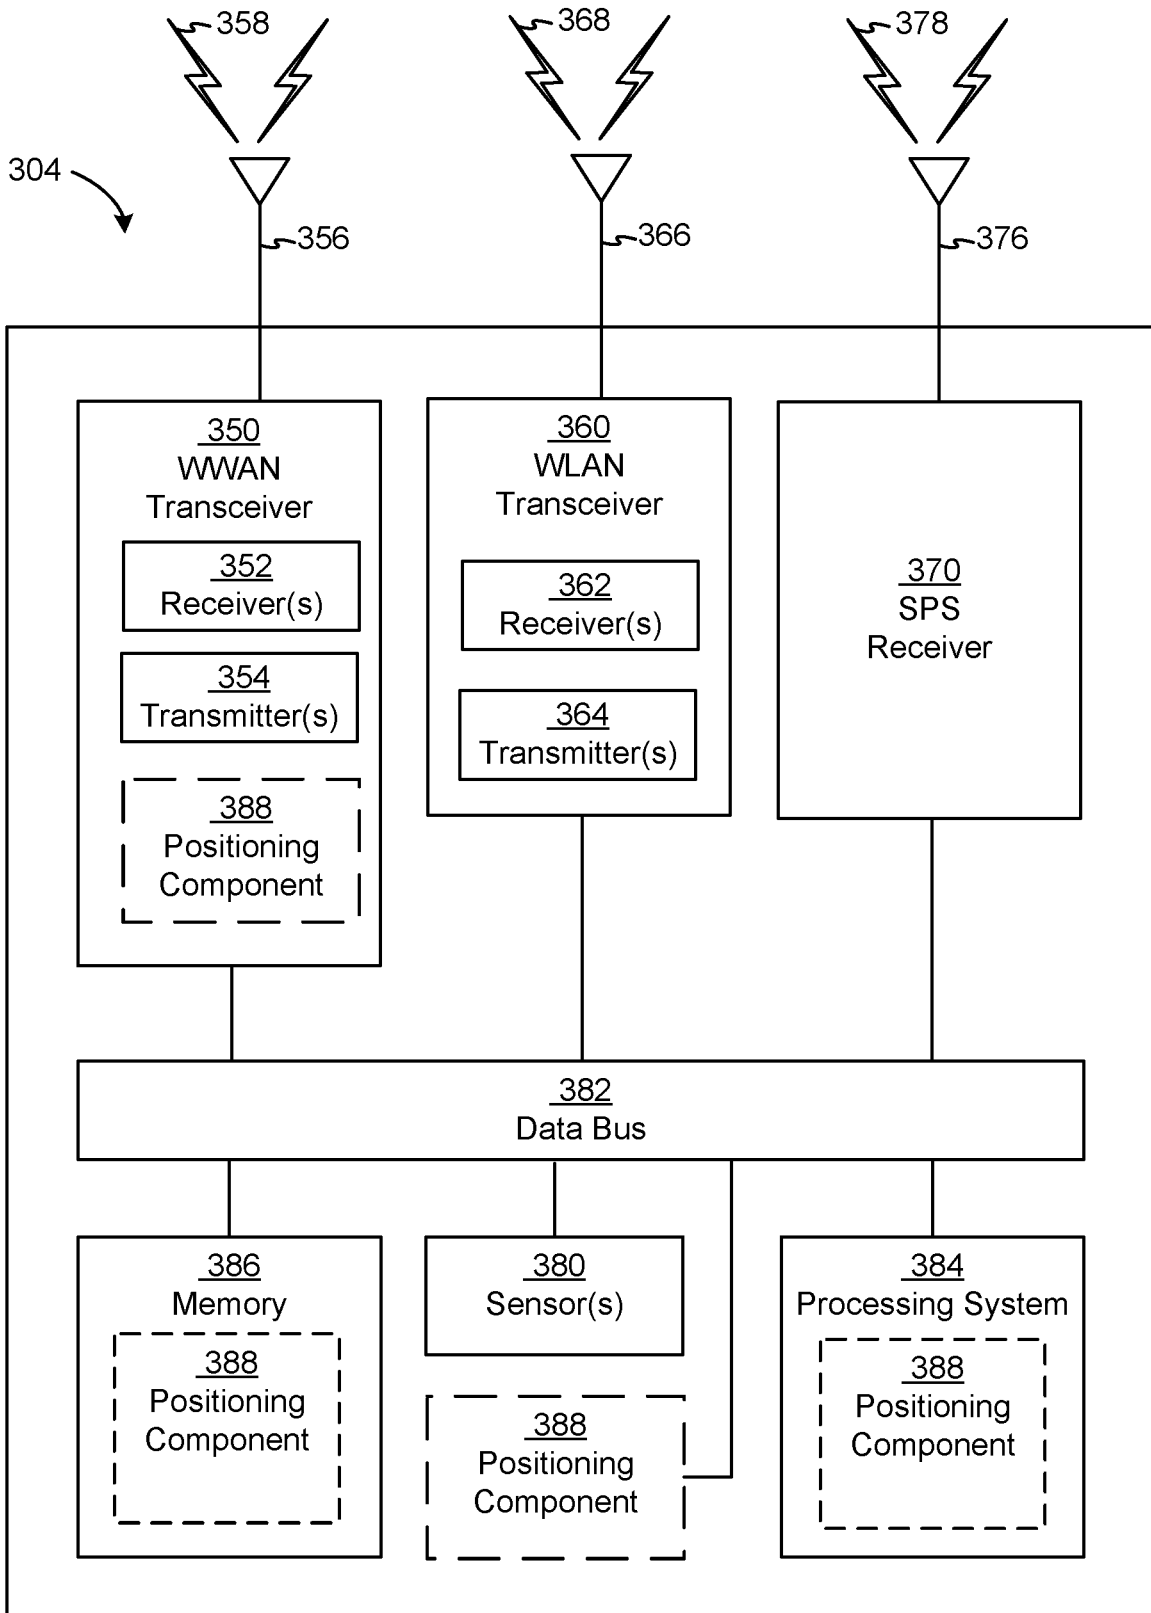 358
368
378
304
356
366
376
350
WWAN
Transceiver
352
Receiver(s)
354
Transmitter(s)
388
Positioning
Component
360
WLAN
Transceiver
362
Receiver(s)
364
Transmitter(s)
370
SPS
Receiver
382
Data Bus
386
Memory
388
Positioning
Component
380
Sensor(s)
388
Positioning
Component
384
Processing System
388
Positioning
Component